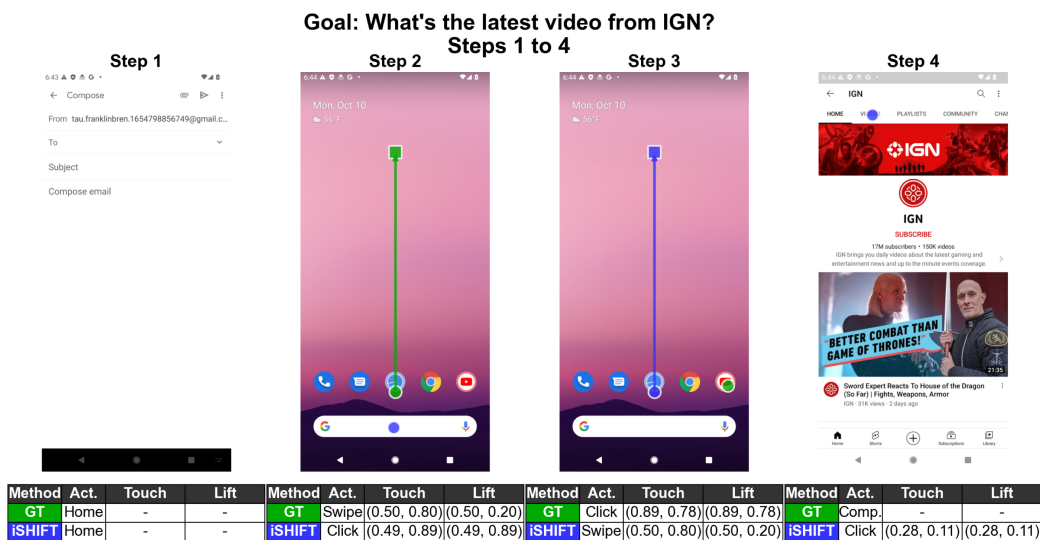 Goal: What's the latest video from IGN?
Steps 1 to 4
Step 1
6:43
Compose
From tau.franklinbren.1654798856749@gmail.c...
To
Subject
Compose email
Step 2
6:44
Mon, Oct 10
56°F
Step 3
6:44
Mon, Oct 10
56°F
Step 4
6:44
IGN
HOME PLAYLISTS COMMUNITY CHAN
IGN
IGN
SUBSCRIBE
17M subscribers • 150K videos
IGN brings you daily videos about the latest gaming and
entertainment news and up to the minute events coverage.
"BETTER COMBAT THAN
GAME OF THRONES!"
21:35
Sword Expert Reacts To House of the Dragon
(So Far) | Fights, Weapons, Armor
IGN · 31K views · 2 days ago
Home Shorts Subscriptions Library
Method Act. Touch Lift
GT Home - -
iSHIFT Home - -
Method Act. Touch Lift
GT Swipe (0.50, 0.80) (0.50, 0.20)
iSHIFT Click (0.49, 0.89) (0.49, 0.89)
Method Act. Touch Lift
GT Click (0.89, 0.78) (0.89, 0.78)
iSHIFT Swipe (0.50, 0.80) (0.50, 0.20)
Method Act. Touch Lift
GT Comp. - -
iSHIFT Click (0.28, 0.11) (0.28, 0.11)